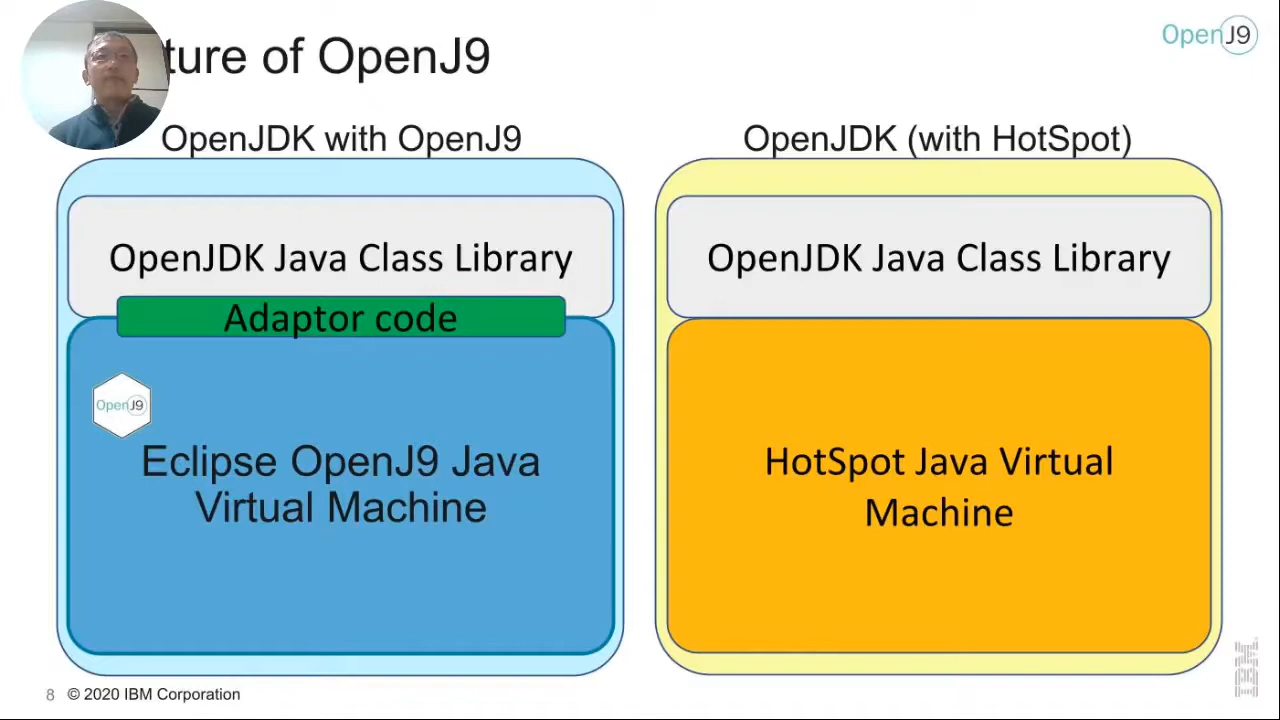 ture of OpenJ9
OpenJ9
OpenJDK with OpenJ9
OpenJDK (with HotSpot)
OpenJDK Java Class Library
Adaptor code
OpenJ9
Eclipse OpenJ9 Java
Virtual Machine
OpenJDK Java Class Library
HotSpot Java Virtual
Machine
8 © 2020 IBM Corporation
IBM